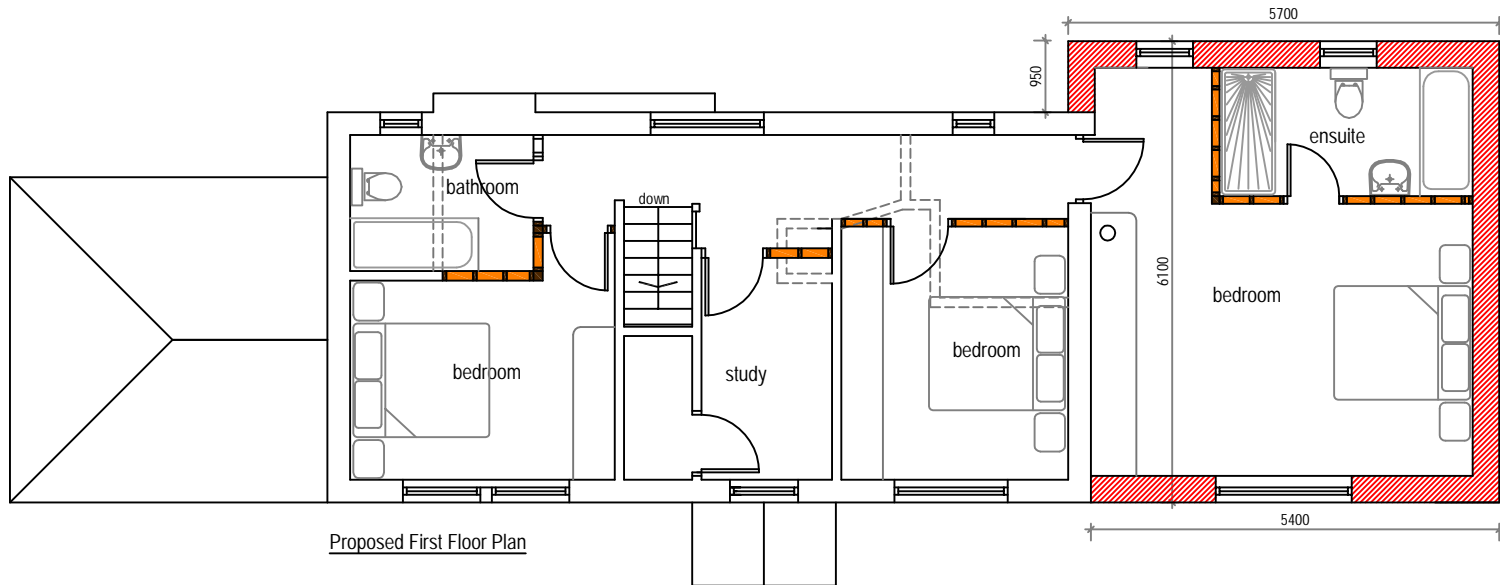 5700
950
ensuite
bathroom
down
6100
bedroom
bedroom
bedroom
study
5400
Proposed First Floor Plan